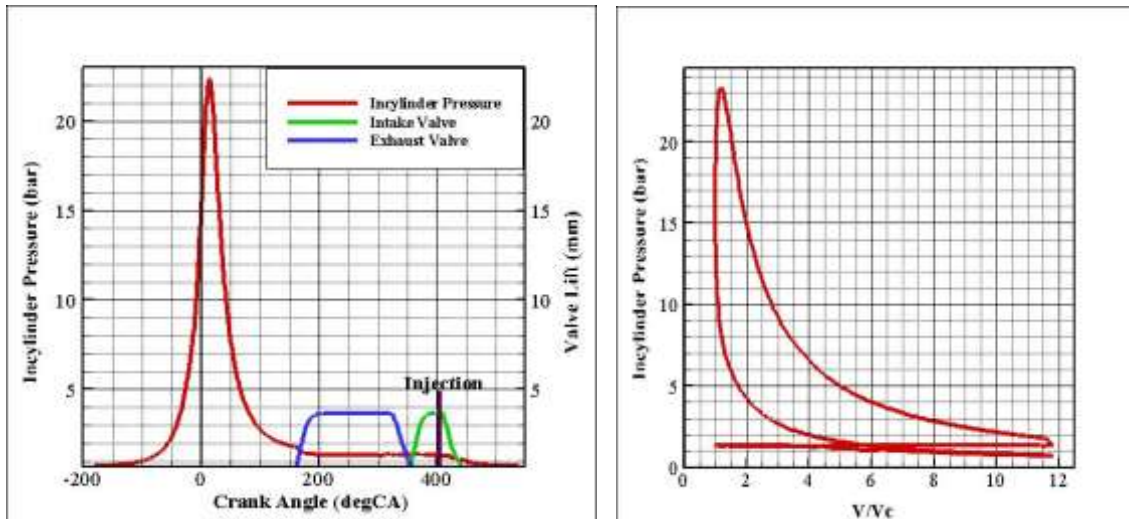 Incylinder Pressure
Intake Valve
Exhaust Valve
20
15
10
5
20
15
10
5
Injection
-200
0
200
400
Incylinder Pressure (bar)
Valve Lift (mm)
Crank Angle (degCA)
20
15
10
5
0
0
2
4
6
8
10
12
Incylinder Pressure (bar)
V/Vc